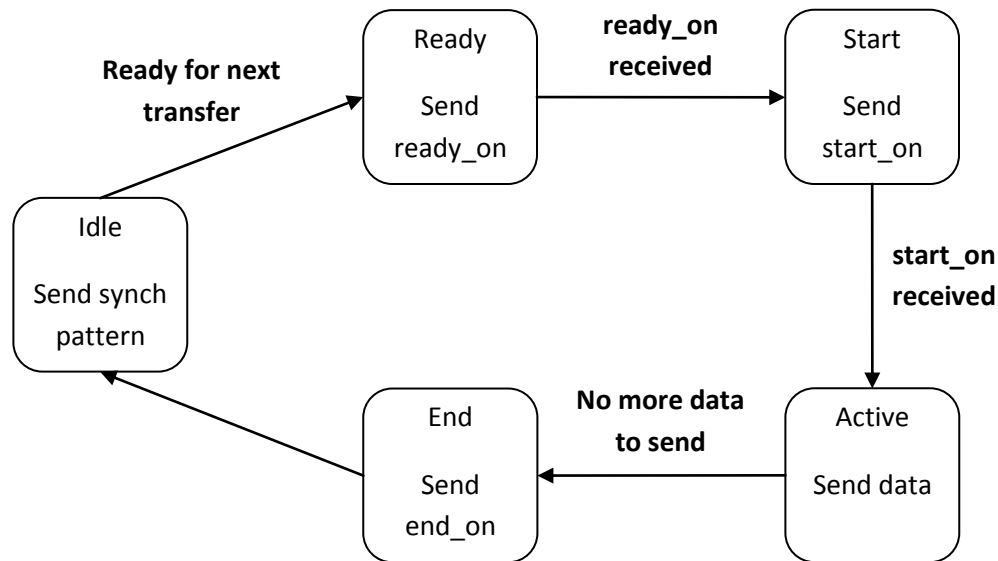 Ready for next
transfer
Ready
Send
ready_on
ready_on
received
Start
Send
start_on
Idle
Send synch
pattern
start_on
received
End
Send
end_on
No more data
to send
Active
Send data